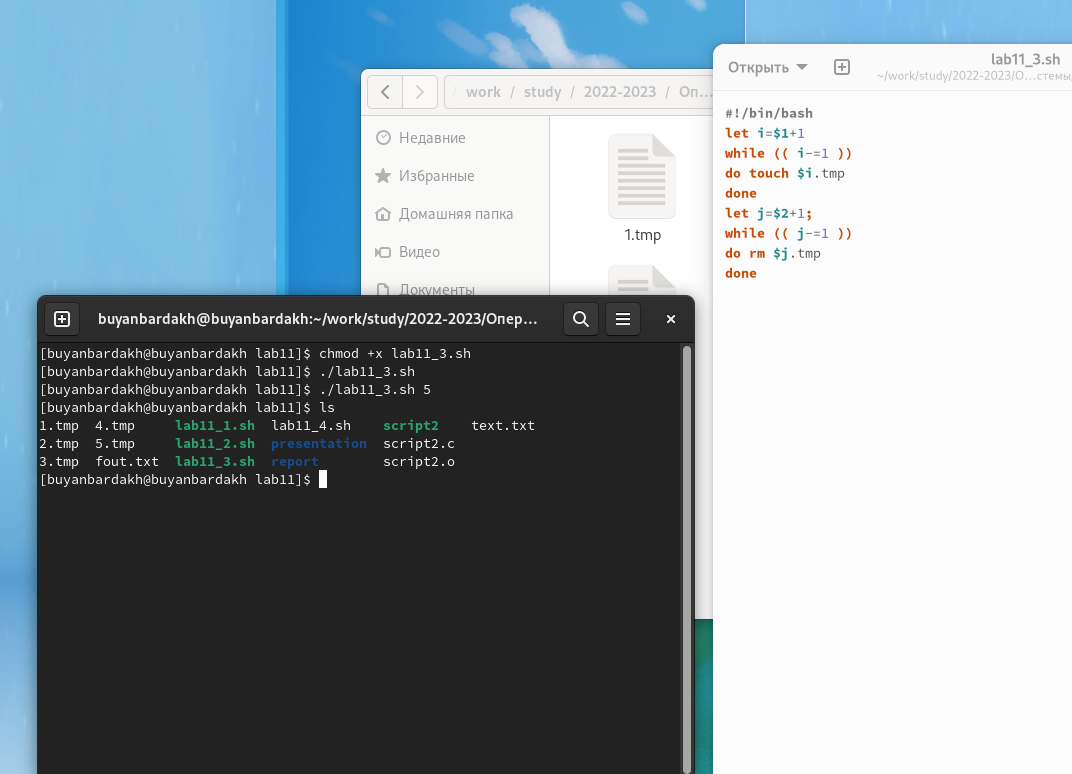 Открыть
lab11_3.sh
~/work/study/2022-2023/О…стемы/
#!/bin/bash
let i=$1+1
while (( i-=1 ))
do touch $i.tmp
done
let j=$2+1;
while (( j-=1 ))
do rm $j.tmp
done
work / study / 2022-2023 / Оп…
Недавние
Избранные
Домашняя папка
Видео
Документы
1.tmp
buyanbardakh@buyanbardakh:~/work/study/2022-2023/Опер…
[buyanbardakh@buyanbardakh lab11]$ chmod +x lab11_3.sh
[buyanbardakh@buyanbardakh lab11]$ ./lab11_3.sh
[buyanbardakh@buyanbardakh lab11]$ ./lab11_3.sh 5
[buyanbardakh@buyanbardakh lab11]$ ls
1.tmp  4.tmp     lab11_1.sh  lab11_4.sh    script2    text.txt
2.tmp  5.tmp     lab11_2.sh  presentation  script2.c
3.tmp  fout.txt  lab11_3.sh  report        script2.o
[buyanbardakh@buyanbardakh lab11]$